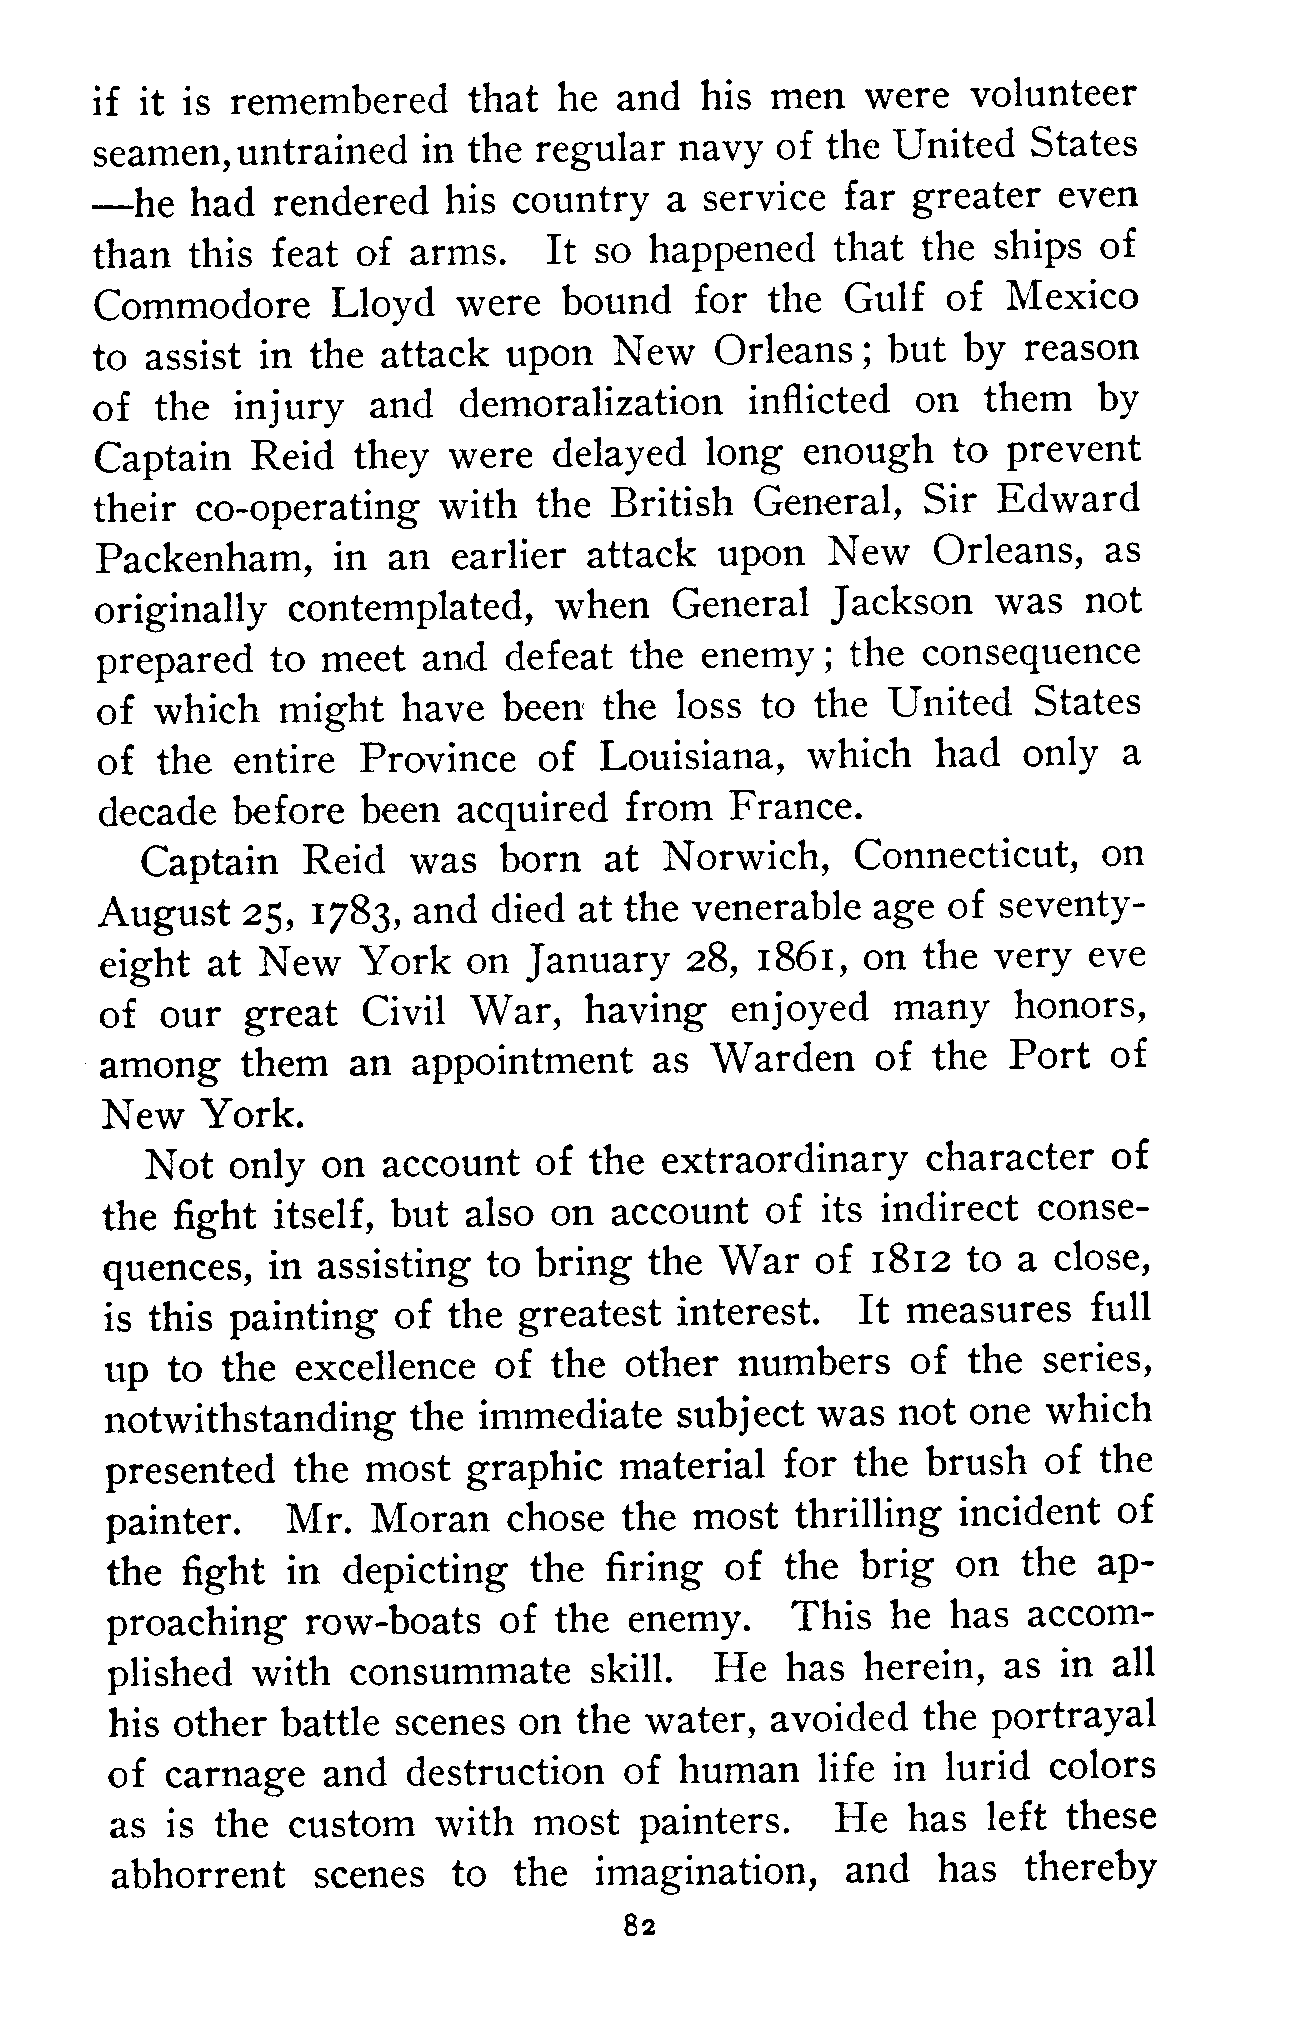 if it is remembered that he and his men were volunteer
seamen, untrained in the regular navy of the United States
—he had rendered his country a service far greater even
than this feat of arms. It so happened that the ships of
Commodore Lloyd were bound for the Gulf of Mexico
to assist in the attack upon New Orleans; but by reason
of the injury and demoralization inflicted on them by
Captain Reid they were delayed long enough to prevent
their co-operating with the British General, Sir Edward
Packenham, in an earlier attack upon New Orleans, as
originally contemplated, when General Jackson was not
prepared to meet and defeat the enemy; the consequence
of which might have been the loss to the United States
of the entire Province of Louisiana, which had only a
decade before been acquired from France.
Captain Reid was born at Norwich, Connecticut, on
August 25, 1783, and died at the venerable age of seventy-
eight at New York on January 28, 1861, on the very eve
of our great Civil War, having enjoyed many honors,
among them an appointment as Warden of the Port of
New York.
Not only on account of the extraordinary character of
the fight itself, but also on account of its indirect conse-
quences, in assisting to bring the War of 1812 to a close,
is this painting of the greatest interest. It measures full
up to the excellence of the other numbers of the series,
notwithstanding the immediate subject was not one which
presented the most graphic material for the brush of the
painter. Mr. Moran chose the most thrilling incident of
the fight in depicting the firing of the brig on the ap-
proaching row-boats of the enemy. This he has accom-
plished with consummate skill. He has herein, as in all
his other battle scenes on the water, avoided the portrayal
of carnage and destruction of human life in lurid colors
as is the custom with most painters. He has left these
abhorrent scenes to the imagination, and has thereby
82